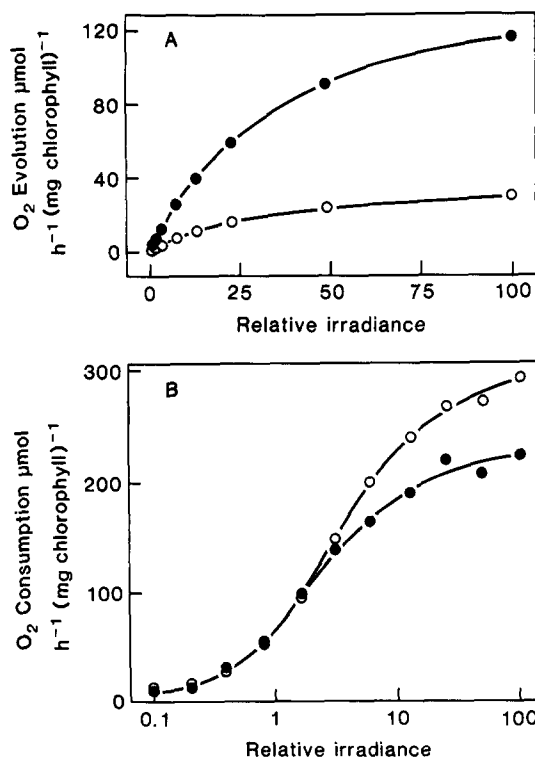 A
120
80
40
0
O₂ Evolution µmol
h⁻¹ (mg chlorophyll)⁻¹
0 25 50 75 100
Relative irradiance
B
300
200
100
0
O₂ Consumption µmol
h⁻¹ (mg chlorophyll)⁻¹
0.1 1 10 100
Relative irradiance